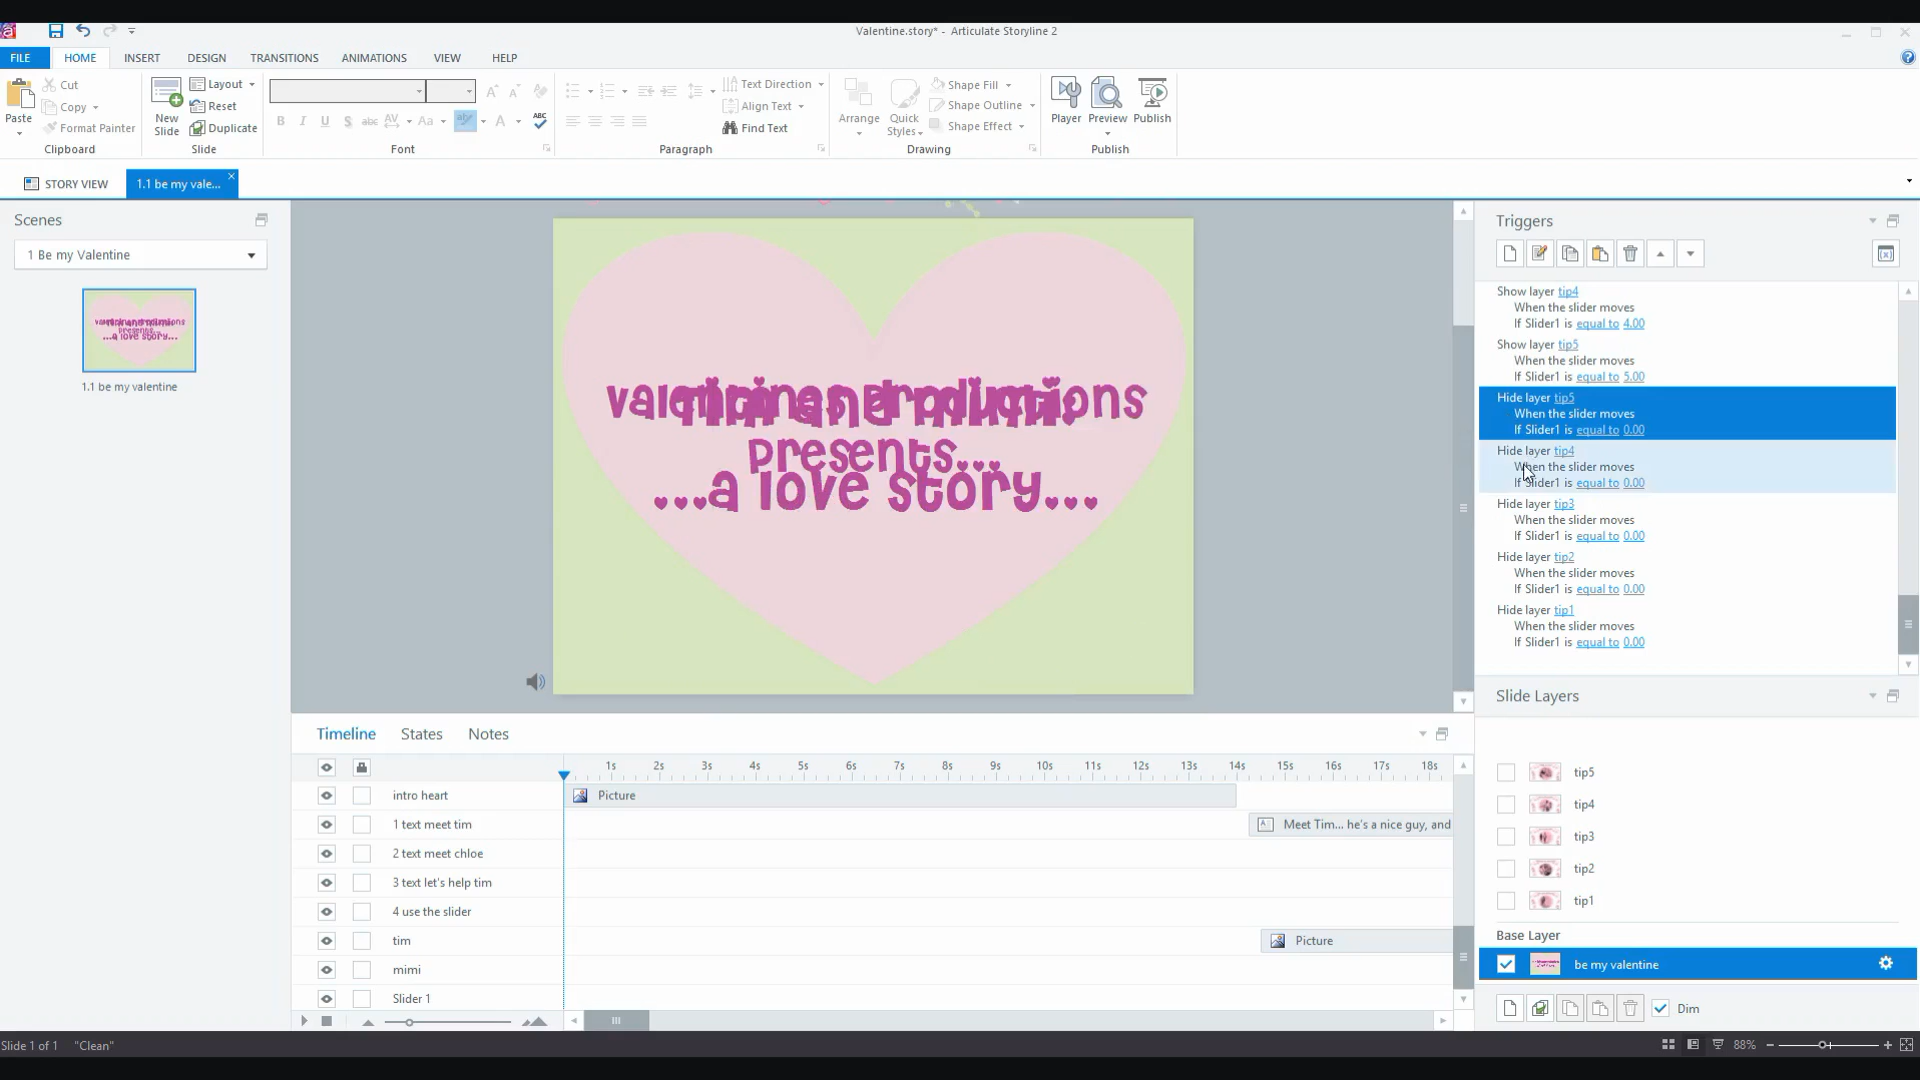 Valentine.story* - Articulate Storyline 2
FILE
HOME
INSERT
DESIGN
TRANSITIONS
ANIMATIONS
VIEW
HELP
Paste
Cut
Copy
Format Painter
Clipboard
New Slide
Layout
Reset
Duplicate
Slide
Font
Text Direction
Align Text
Find Text
Paragraph
Arrange
Quick Styles
Shape Fill
Shape Outline
Shape Effect
Drawing
Player
Preview
Publish
Publish
STORY VIEW
1.1 be my vale...
Scenes
1 Be my Valentine
1.1 be my valentine
presents...
...a love story...
Triggers
Show layer tip4
When the slider moves
If Slider1 is equal to 4.00
Show layer tip5
When the slider moves
If Slider1 is equal to 5.00
Hide layer tip5
When the slider moves
If Slider1 is equal to 0.00
Hide layer tip4
When the slider moves
If Slider1 is equal to 0.00
Hide layer tip3
When the slider moves
If Slider1 is equal to 0.00
Hide layer tip2
When the slider moves
If Slider1 is equal to 0.00
Hide layer tip1
When the slider moves
If Slider1 is equal to 0.00
Slide Layers
tip5
tip4
tip3
tip2
tip1
Base Layer
be my valentine
Dim
Timeline
States
Notes
1s 2s 3s 4s 5s 6s 7s 8s 9s 10s 11s 12s 13s 14s 15s 16s 17s 18s
intro heart
Picture
1 text meet tim
Meet Tim... he's a nice guy, and
2 text meet chloe
3 text let's help tim
4 use the slider
tim
Picture
mimi
Slider 1
Slide 1 of 1
"Clean"
88%